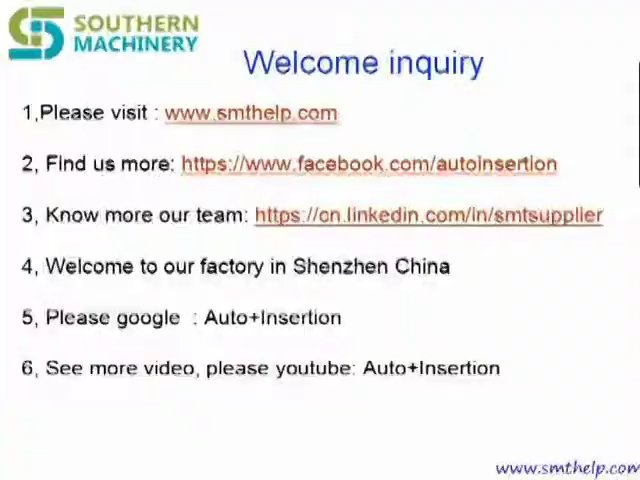 SOUTHERN
MACHINERY
Welcome inquiry
1,Please visit : www.smthelp.com
2, Find us more: https://www.facebook.com/autoinsertion
3, Know more our team: https://cn.linkedin.com/in/smtsupplier
4, Welcome to our factory in Shenzhen China
5, Please google : Auto+Insertion
6, See more video, please youtube: Auto+Insertion
www.smthelp.com